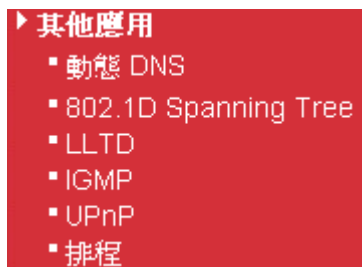 其他應用
動態 DNS
802.1D Spanning Tree
LLTD
IGMP
UPnP
排程